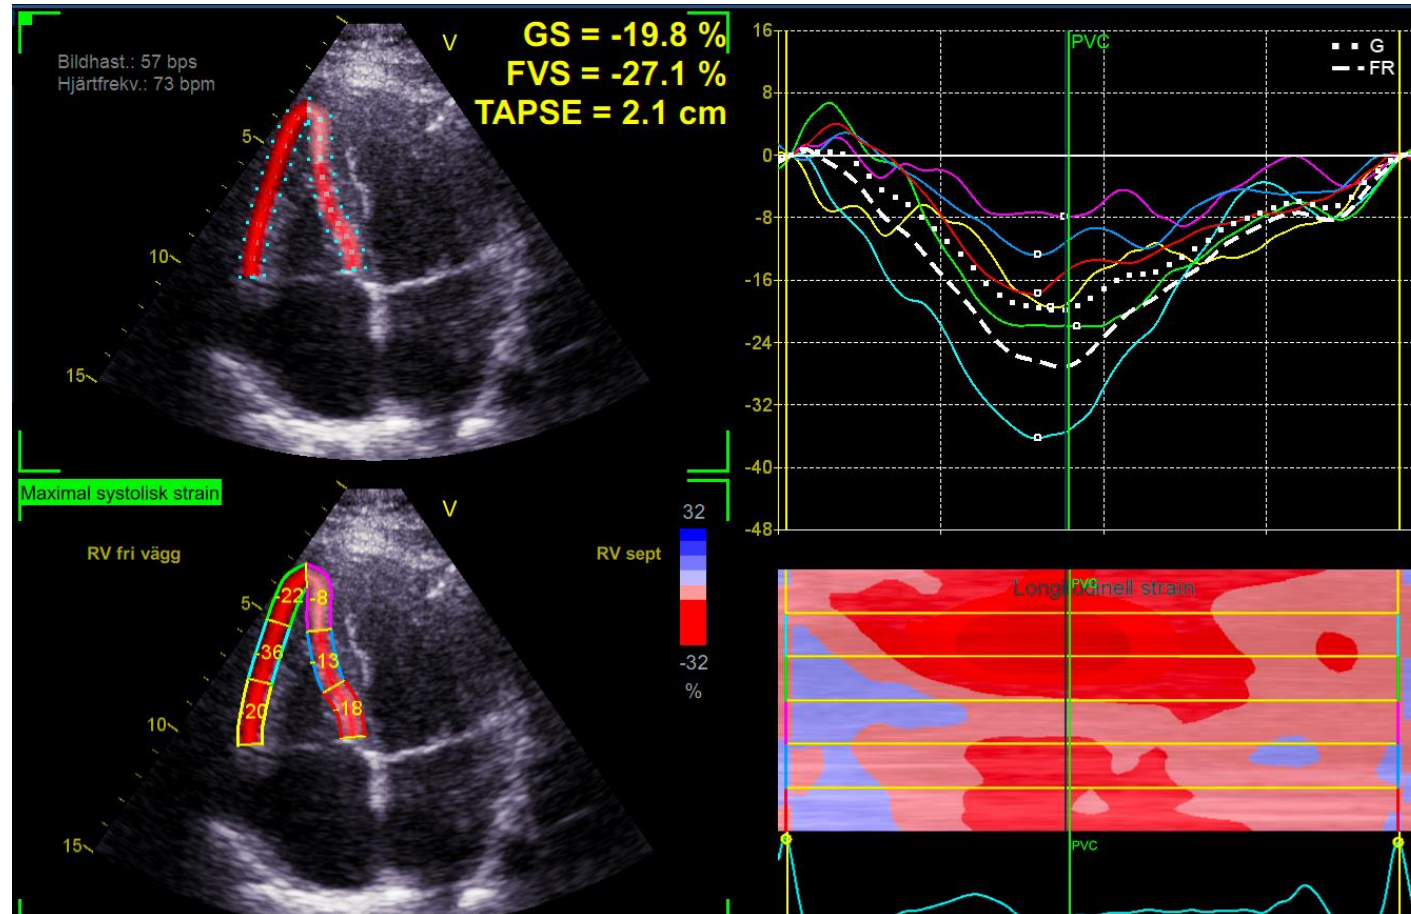 V
GS = -19.8 %
FVS = -27.1 %
TAPSE = 2.1 cm
Bildhast.: 57 bps
Hjärtfrekv.: 73 bpm
5
10
15
16
8
0
-8
-16
-24
-32
-40
-48
PVC
G
FR
Maximal systolisk strain
V
RV fri vägg
RV sept
32
-32
%
5
10
15
-22
-8
-36
-13
-20
-18
Longitudinell strain
PVC
PVC